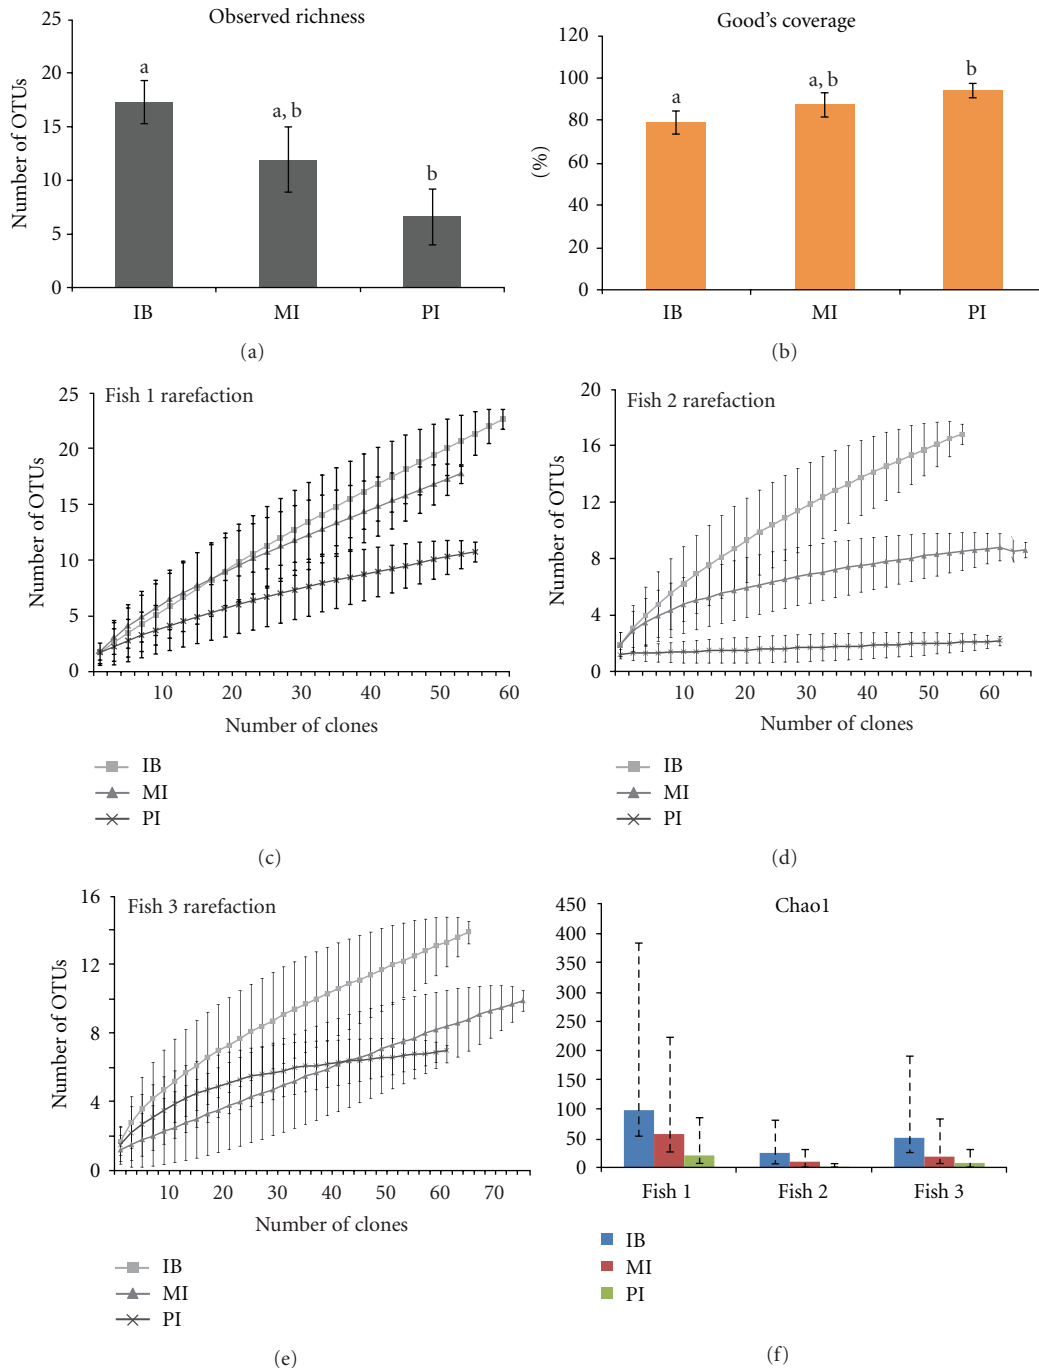 Observed richness
Number of OTUs
25
20
15
10
5
0
a
a, b
b
IB
MI
PI
(a)
Good's coverage
(%)
120
100
80
60
40
20
0
a
a, b
b
IB
MI
PI
(b)
Fish 1 rarefaction
Number of OTUs
25
20
15
10
5
0
10
20
30
40
50
60
Number of clones
IB
MI
PI
(c)
Fish 2 rarefaction
Number of OTUs
20
16
12
8
4
0
10
20
30
40
50
60
Number of clones
IB
MI
PI
(d)
Fish 3 rarefaction
Number of OTUs
16
12
8
4
0
10
20
30
40
50
60
70
Number of clones
IB
MI
PI
(e)
Chao1
450
400
350
300
250
200
150
100
50
0
Fish 1
Fish 2
Fish 3
IB
MI
PI
(f)